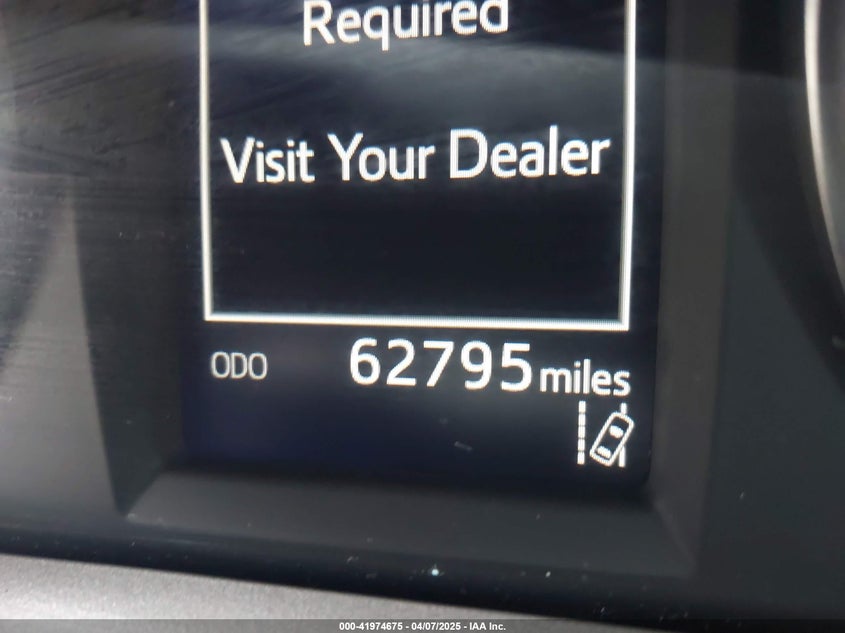 Required
Visit Your Dealer
ODO 62795 miles
000-41974675 - 04/07/2025 - IAA Inc.